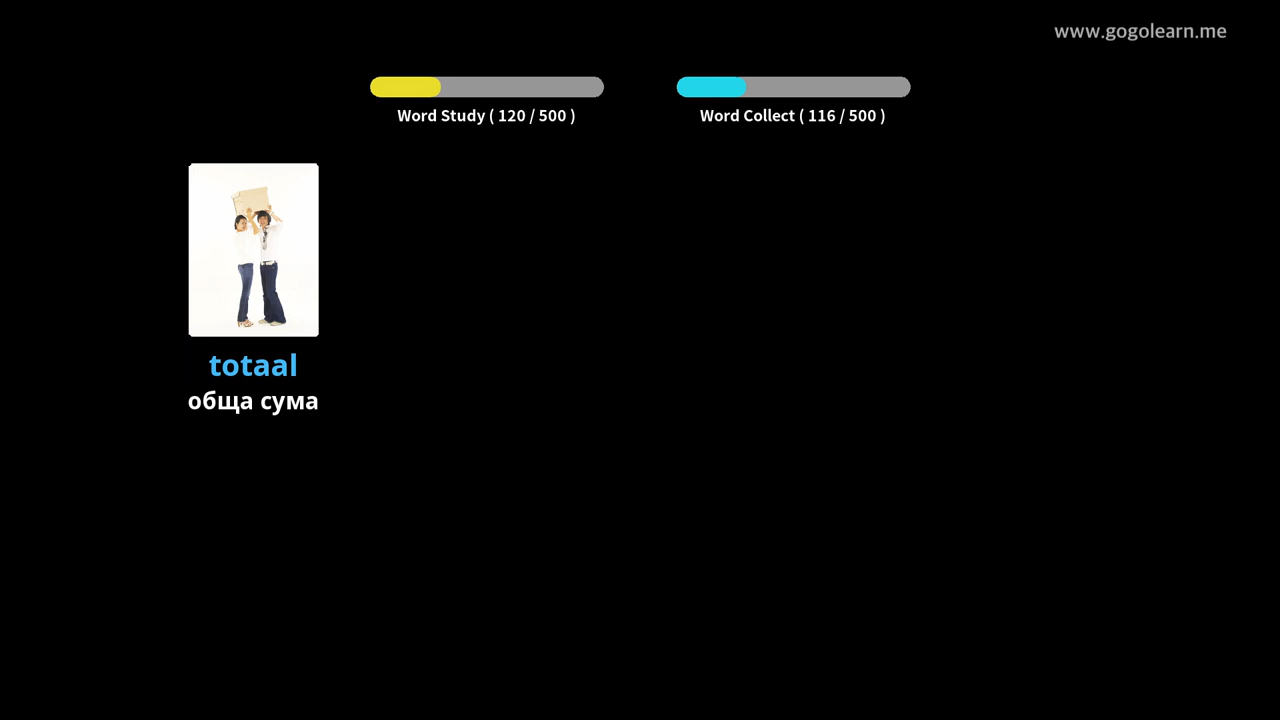 www.gogolearn.me
Word Study ( 120 / 500 )
Word Collect ( 116 / 500 )
totaal
обща сума